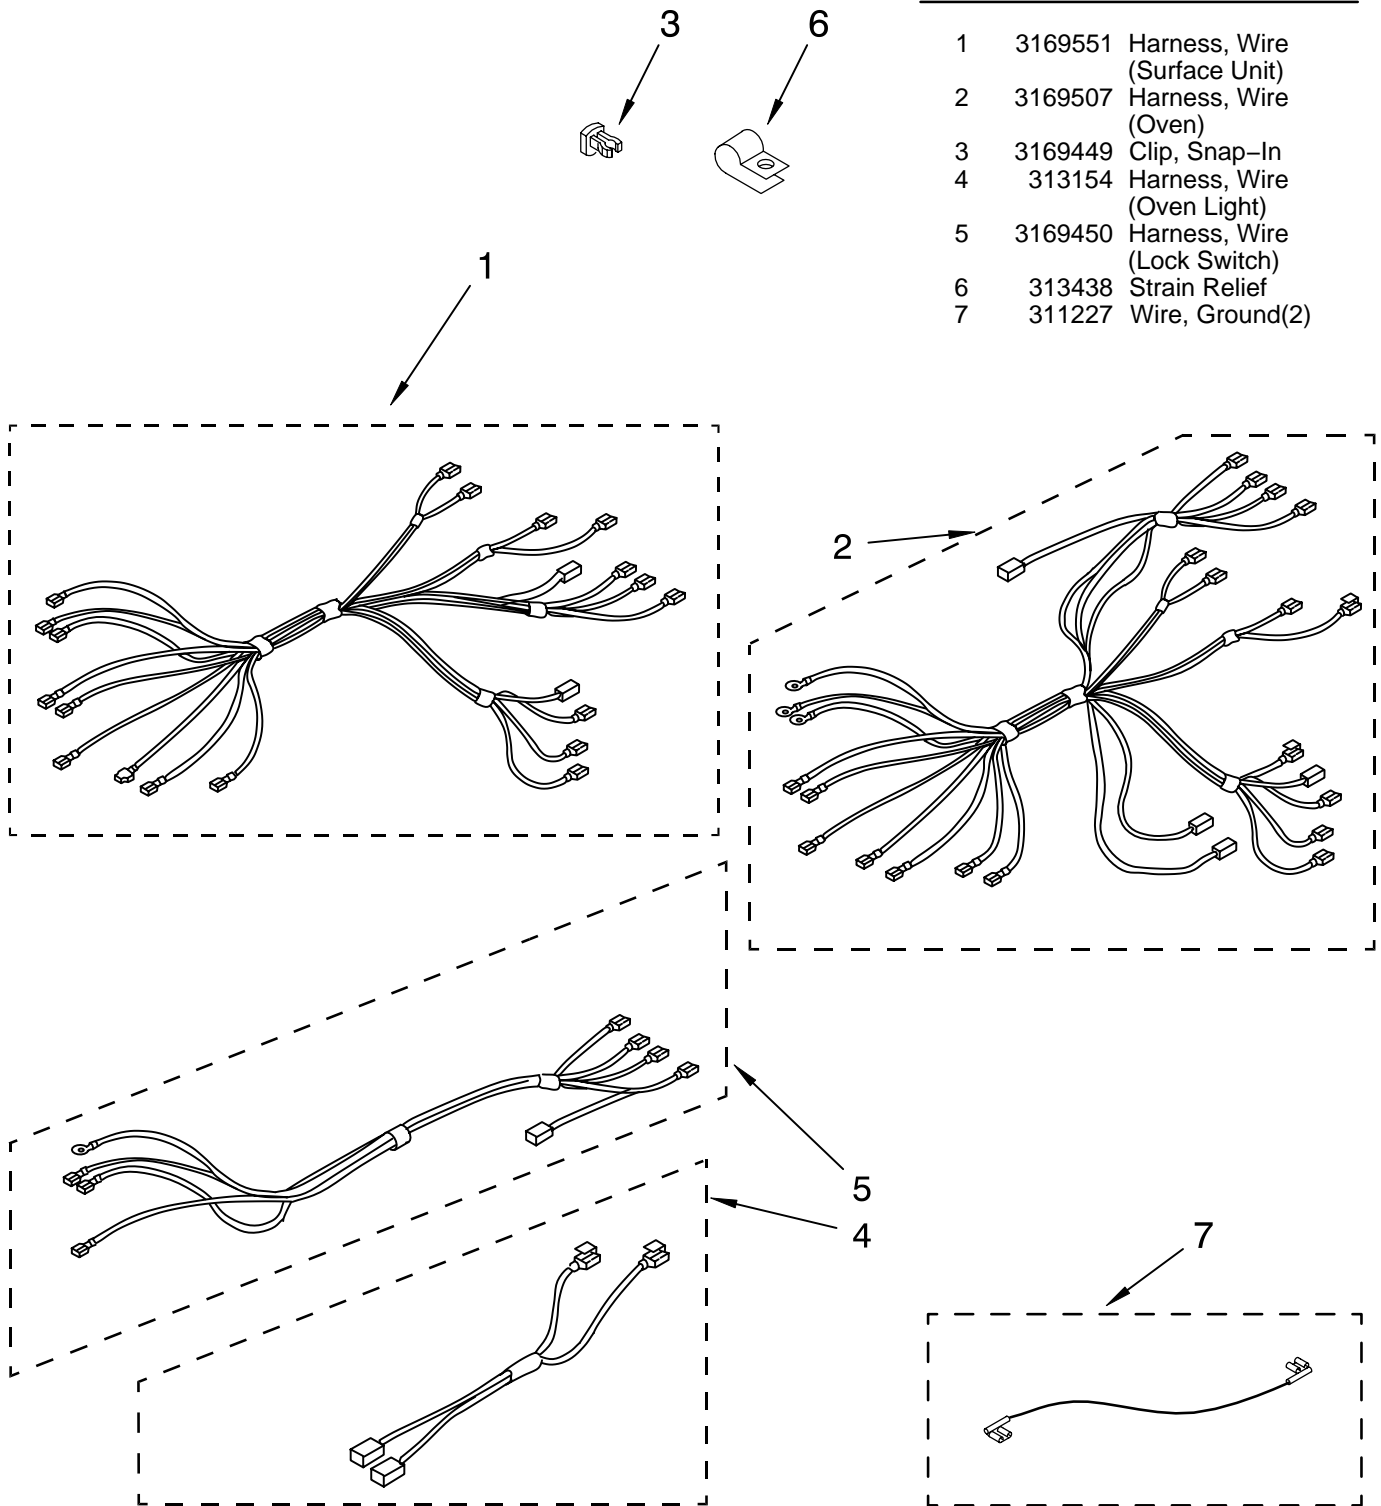 3
6
1 3169551 Harness, Wire
(Surface Unit)
2 3169507 Harness, Wire
(Oven)
3 3169449 Clip, Snap−In
4 313154 Harness, Wire
(Oven Light)
5 3169450 Harness, Wire
(Lock Switch)
6 313438 Strain Relief
7 311227 Wire, Ground(2)
1
2
5
4
7